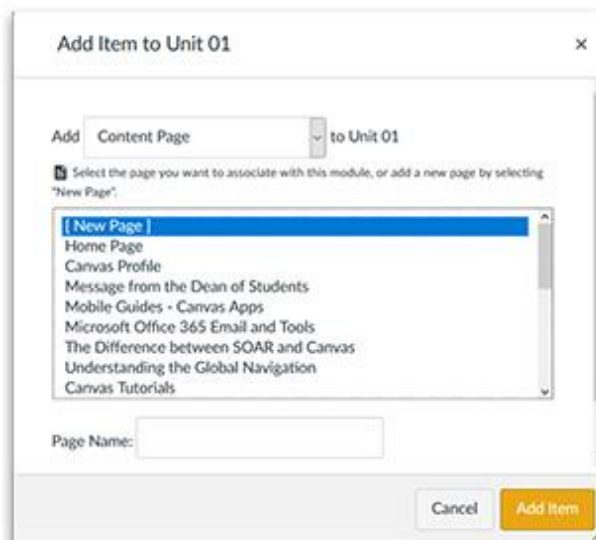 Add Item to Unit 01 ×
Add Content Page to Unit 01
Select the page you want to associate with this module, or add a new page by selecting
"New Page".
[ New Page ]
Home Page
Canvas Profile
Message from the Dean of Students
Mobile Guides - Canvas Apps
Microsoft Office 365 Email and Tools
The Difference between SOAR and Canvas
Understanding the Global Navigation
Canvas Tutorials
Page Name:
Cancel Add Item